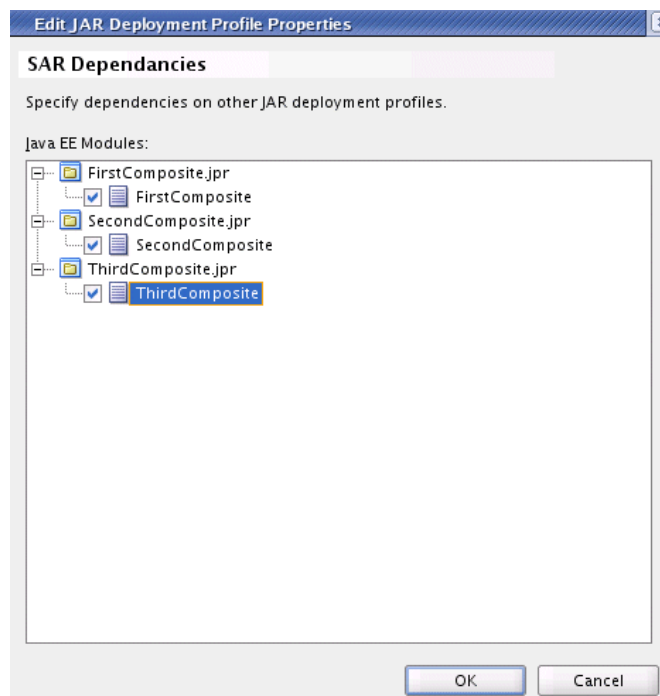 Edit JAR Deployment Profile Properties
SAR Dependancies
Specify dependencies on other JAR deployment profiles.
Java EE Modules:
FirstComposite.jpr
FirstComposite
SecondComposite.jpr
SecondComposite
ThirdComposite.jpr
ThirdComposite
OK
Cancel